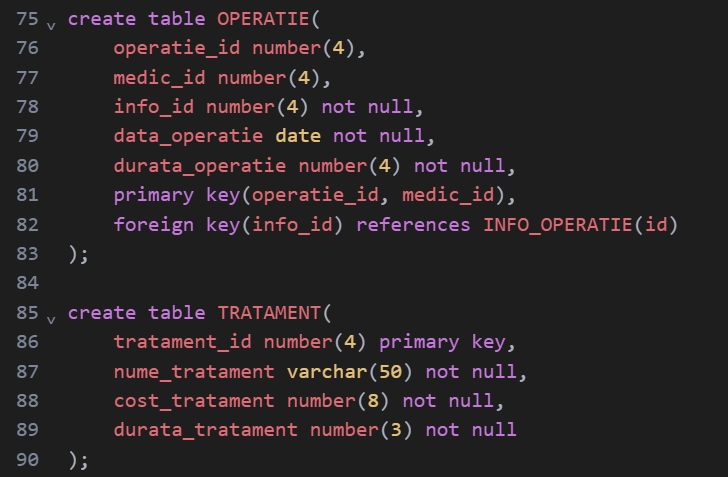 75 create table OPERATIE(
76 operatie_id number(4),
77 medic_id number(4),
78 info_id number(4) not null,
79 data_operatie date not null,
80 durata_operatie number(4) not null,
81 primary key(operatie_id, medic_id),
82 foreign key(info_id) references INFO_OPERATIE(id)
83 );
84
85 create table TRATAMENT(
86 tratament_id number(4) primary key,
87 nume_tratament varchar(50) not null,
88 cost_tratament number(8) not null,
89 durata_tratament number(3) not null
90 );